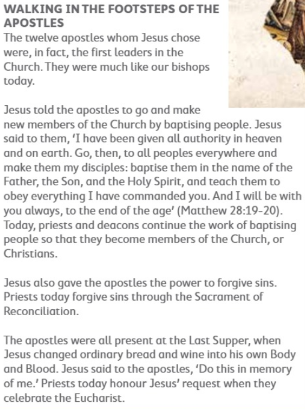 WALKING IN THE FOOTSTEPS OF THE
APOSTLES
The twelve apostles whom Jesus chose
were, in fact, the first leaders in the
Church. They were much like our bishops
today.
Jesus told the apostles to go and make
new members of the Church by baptising people. Jesus
said to them, ‘I have been given all authority in heaven
and on earth. Go, then, to all peoples everywhere and
make them my disciples: baptise them in the name of the
Father, the Son, and the Holy Spirit, and teach them to
obey everything I have commanded you. And I will be with
you always, to the end of the age’ (Matthew 28:19-20).
Today, priests and deacons continue the work of baptising
people so that they become members of the Church, or
Christians.
Jesus also gave the apostles the power to forgive sins.
Priests today forgive sins through the Sacrament of
Reconciliation.
The apostles were all present at the Last Supper, when
Jesus changed ordinary bread and wine into his own Body
and Blood. Jesus said to the apostles, ‘Do this in memory
of me.’ Priests today honour Jesus’ request when they
celebrate the Eucharist.